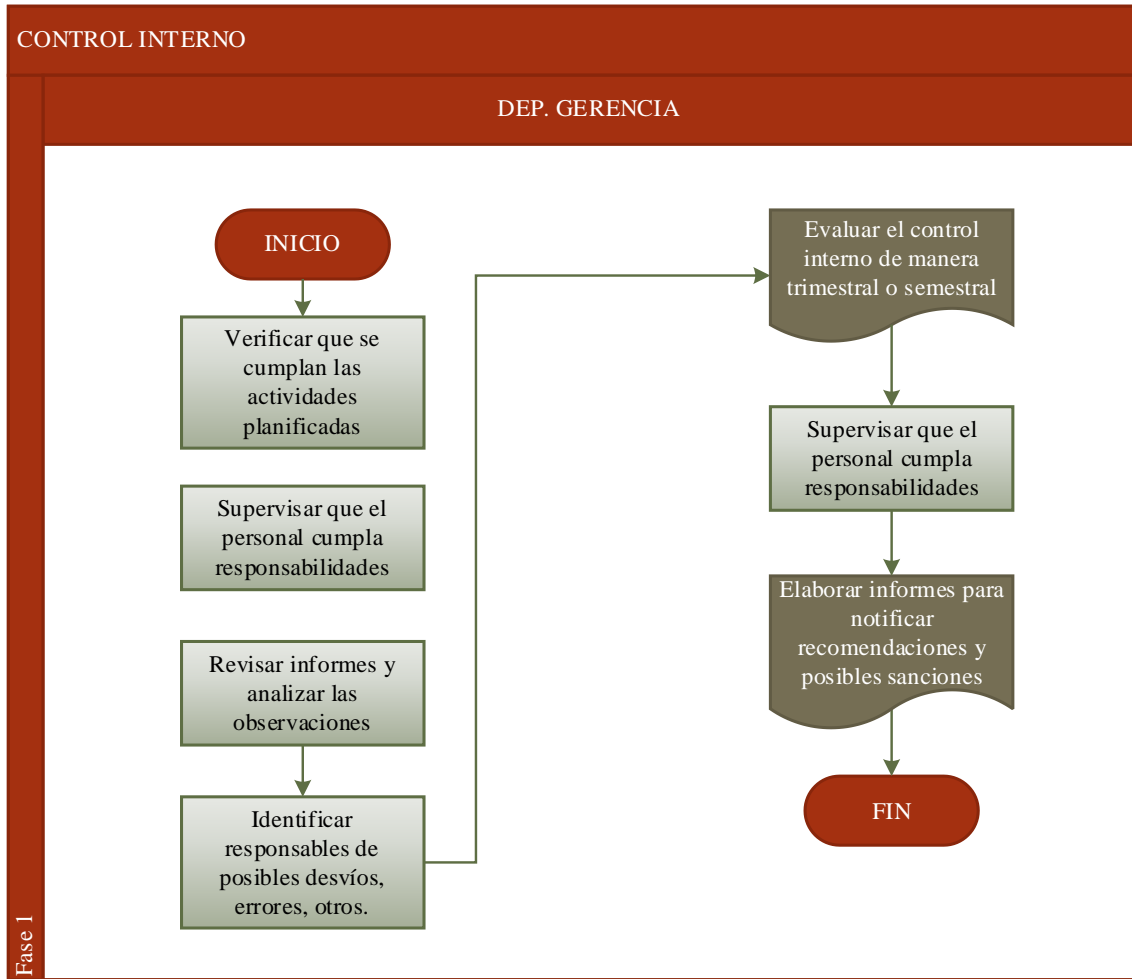 CONTROL INTERNO
DEP. GERENCIA
Fase 1
INICIO
Verificar que se
cumplan las
actividades
planificadas
Supervisar que el
personal cumpla
responsabilidades
Revisar informes y
analizar las
observaciones
Identificar
responsables de
posibles desvíos,
errores, otros.
Evaluar el control
interno de manera
trimestral o semestral
Supervisar que el
personal cumpla
responsabilidades
Elaborar informes para
notificar
recomendaciones y
posibles sanciones
FIN